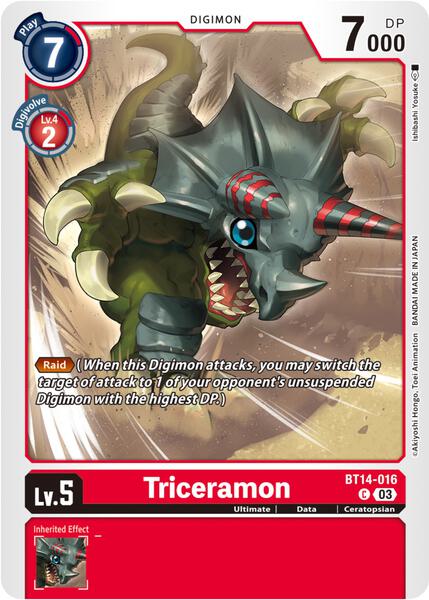 Play
7
DIGIMON
7000 DP
Digivolve
Lv.4
2
Ishibashi Yosuke
©Akiyoshi Hongo, Toei Animation BANDAI MADE IN JAPAN
Raid (When this Digimon attacks, you may switch the
target of attack to 1 of your opponent's unsuspended
Digimon with the highest DP.)
Lv.5
Triceramon
BT14-016
C 03
Ultimate | Data | Ceratopsian
Inherited Effect
–